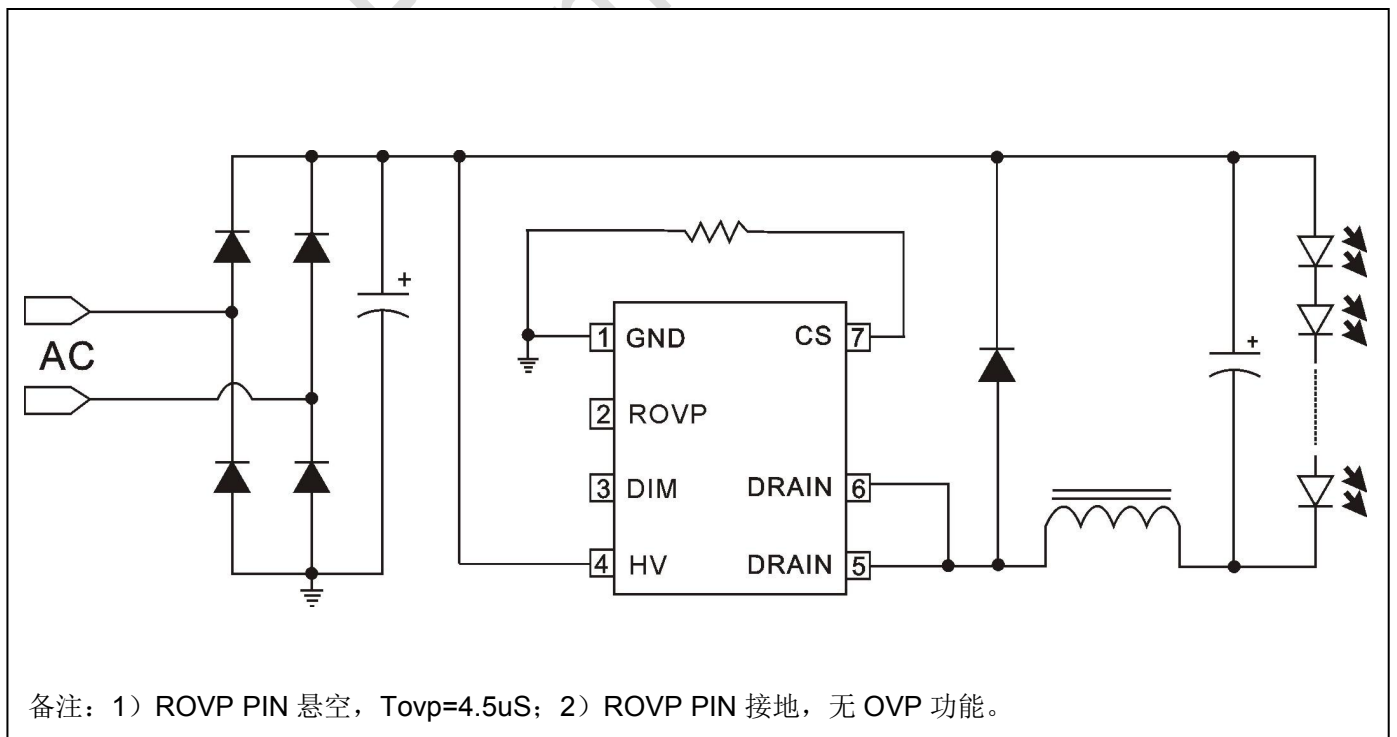 +
AC
1 GND CS 7
2 ROVP
3 DIM DRAIN 6
4 HV DRAIN 5
+
备注：1）ROVP PIN 悬空，Tovp=4.5uS；2）ROVP PIN 接地，无 OVP 功能。